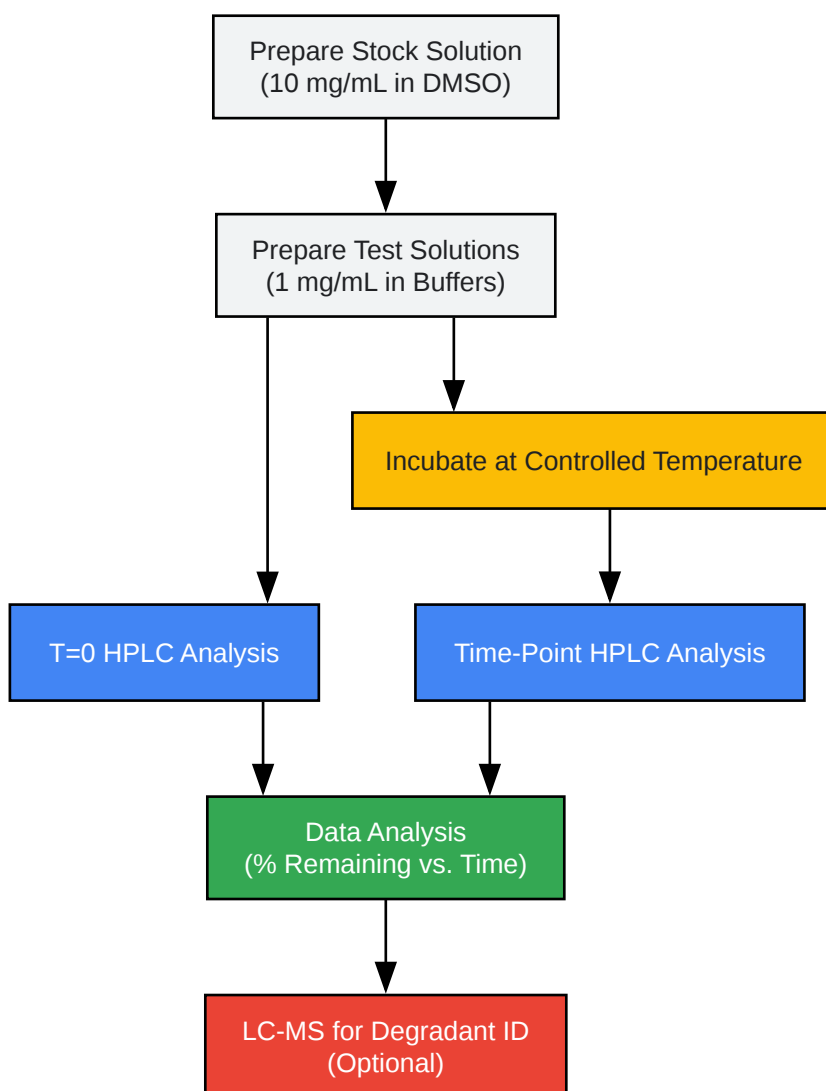 Prepare Stock Solution
(10 mg/mL in DMSO)
Prepare Test Solutions
(1 mg/mL in Buffers)
Incubate at Controlled Temperature
T=0 HPLC Analysis
Time-Point HPLC Analysis
Data Analysis
(% Remaining vs. Time)
LC-MS for Degradant ID
(Optional)